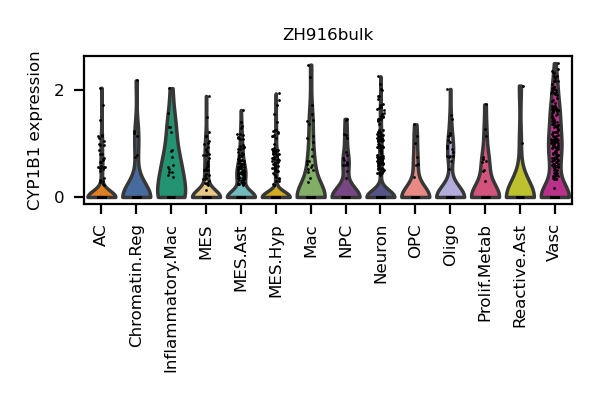 ZH916bulk
CYP1B1 expression
2
0
AC
Chromatin.Reg
Inflammatory.Mac
MES
MES.Ast
MES.Hyp
Mac
NPC
Neuron
OPC
Oligo
Prolif.Metab
Reactive.Ast
Vasc